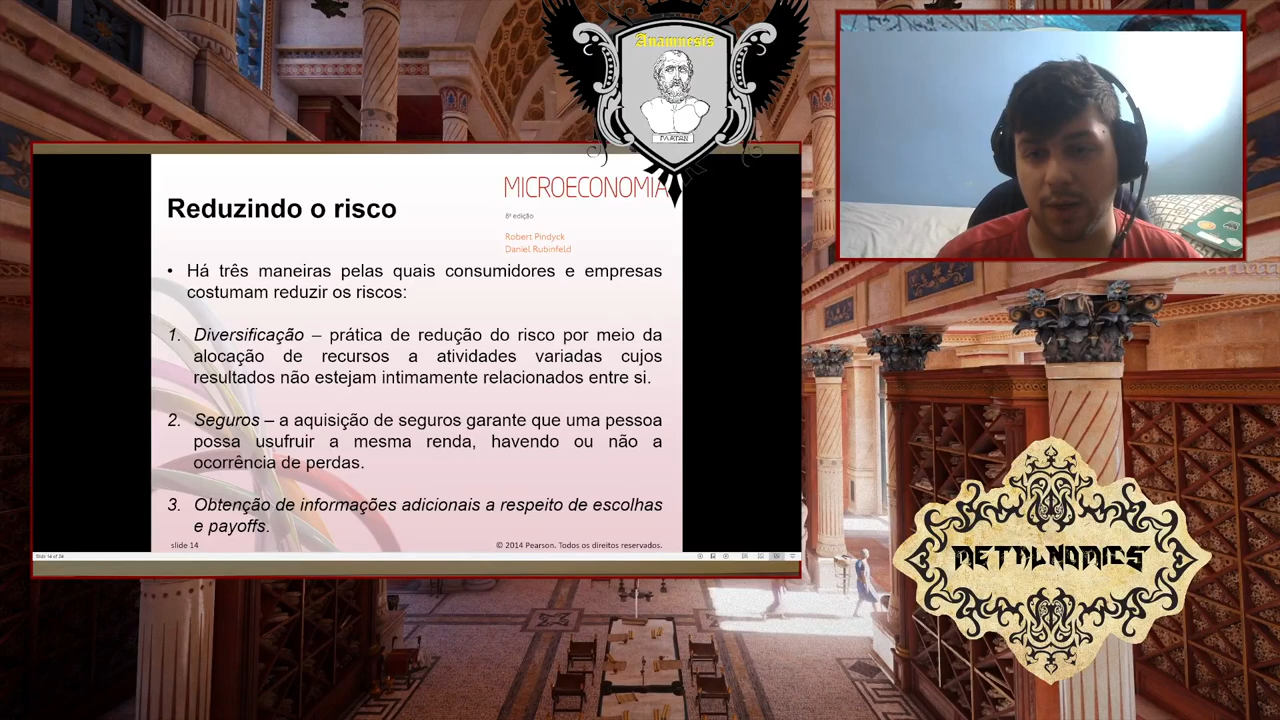 Anamnesis
PLATÃO
MICROECONOMIA
8ª edição
Robert Pindyck
Daniel Rubinfeld
Reduzindo o risco
• Há três maneiras pelas quais consumidores e empresas
costumam reduzir os riscos:
1. Diversificação – prática de redução do risco por meio da
alocação de recursos a atividades variadas cujos
resultados não estejam intimamente relacionados entre si.
2. Seguros – a aquisição de seguros garante que uma pessoa
possa usufruir a mesma renda, havendo ou não a
ocorrência de perdas.
3. Obtenção de informações adicionais a respeito de escolhas
e payoffs.
slide 14
© 2014 Pearson. Todos os direitos reservados.
METALNOMICS